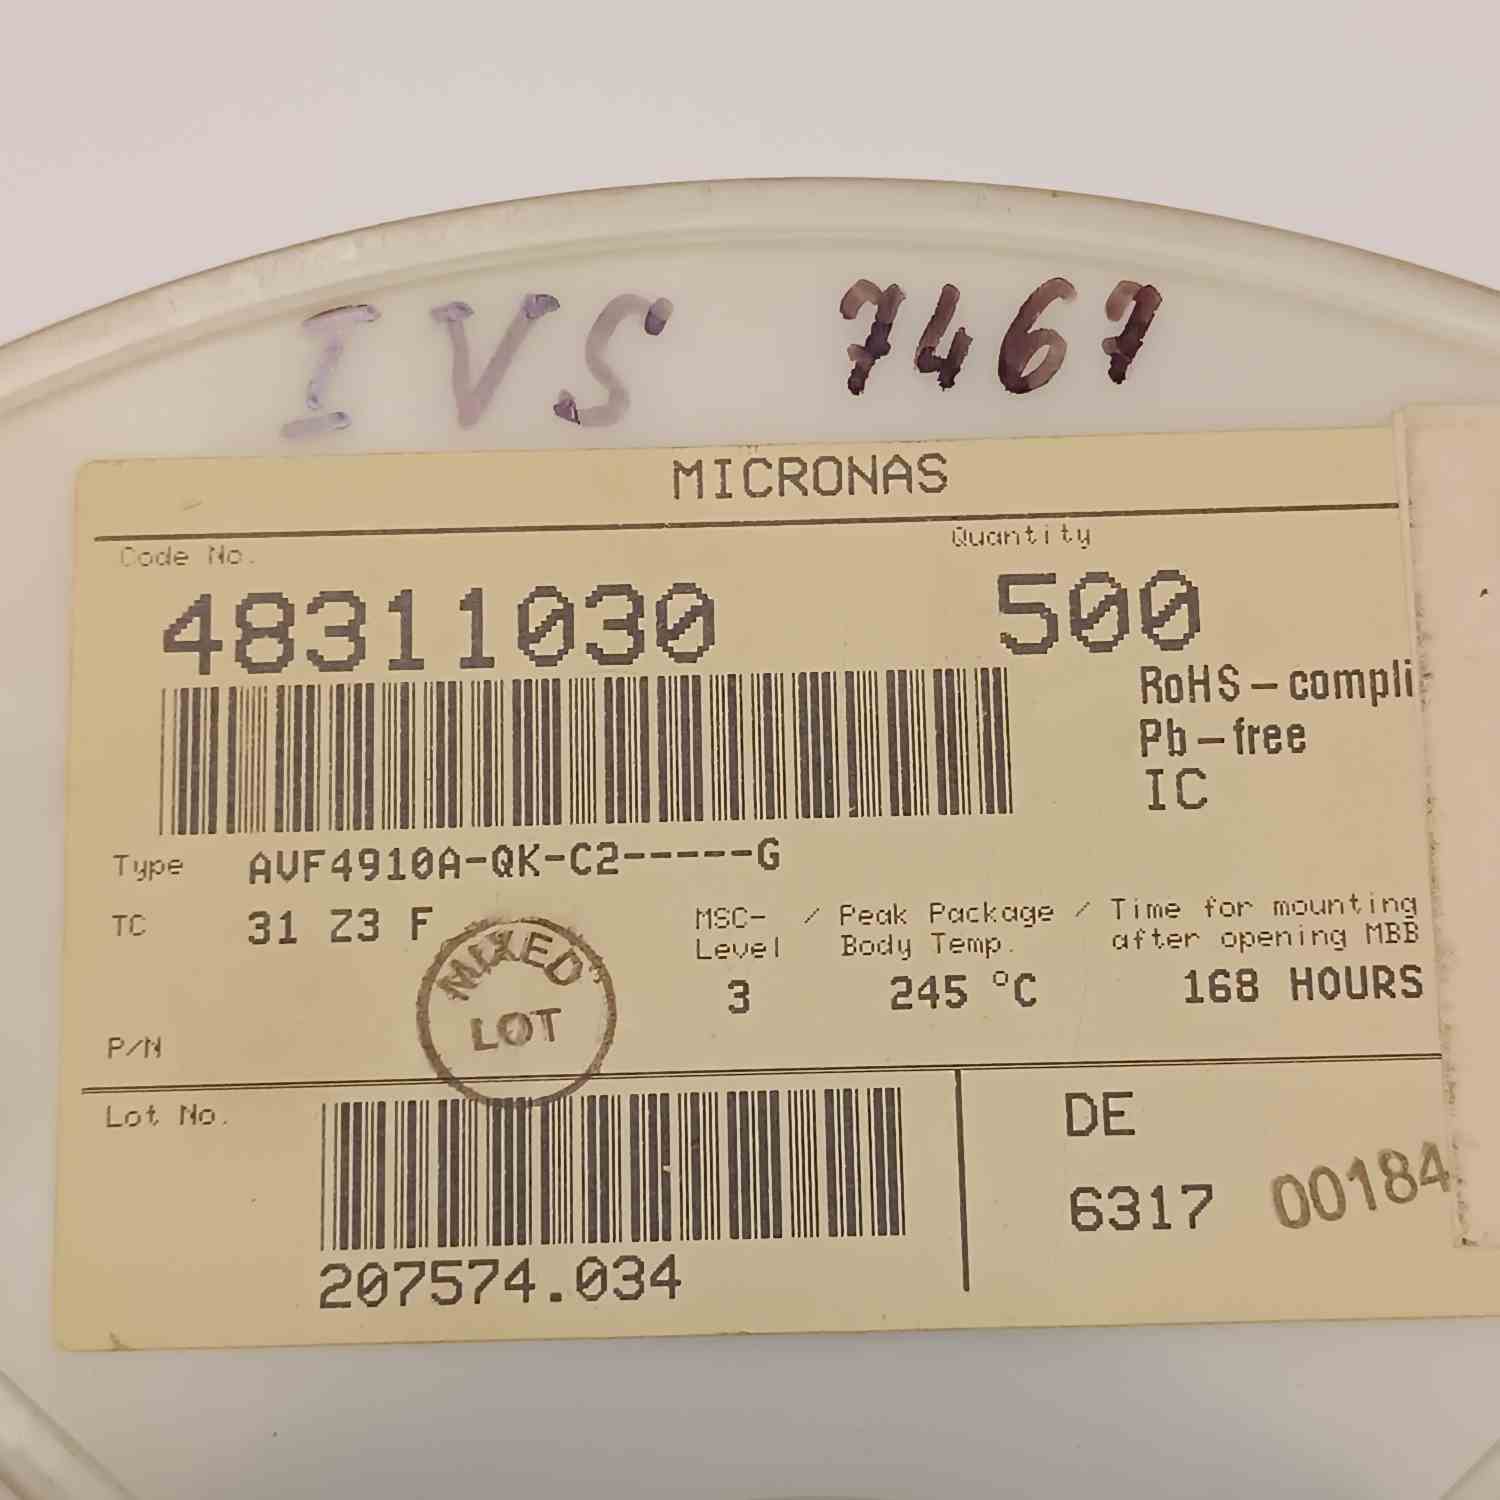 IVS 7467
MICRONAS
Code No. Quantity
48311030 500
RoHS-compli
Pb-free
IC
Type AVF4910A-QK-C2-----G
TC 31 Z3 F
MIXED
LOT
MSC- / Peak Package / Time for mounting
Level Body Temp. after opening MBB
3 245 °C 168 HOURS
P/N
Lot No.
207574.034
DE
6317 00184